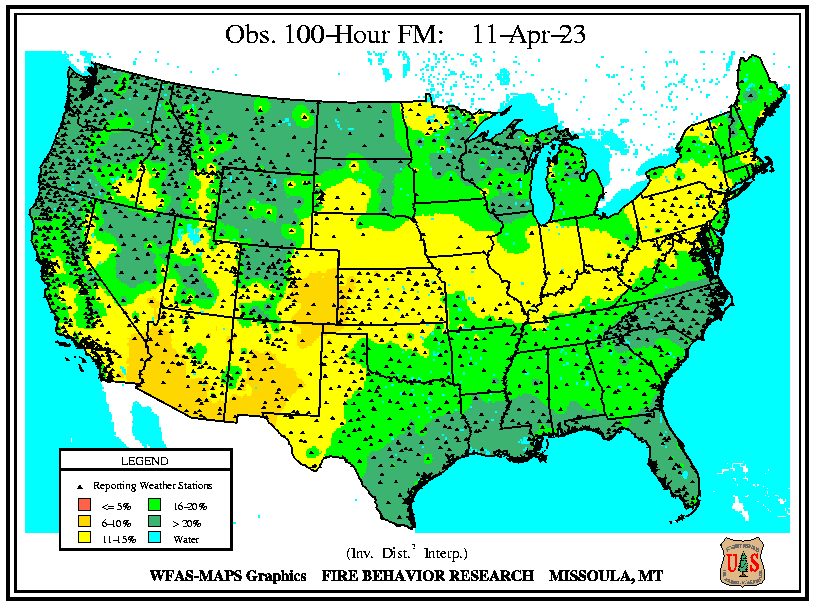 Obs. 100-Hour FM: 11-Apr-23
LEGEND
Reporting Weather Stations
<= 5%
16-20%
6-10%
> 20%
11-15%
Water
(Inv. Dist.² Interp.)
WFAS-MAPS Graphics FIRE BEHAVIOR RESEARCH MISSOULA, MT
US